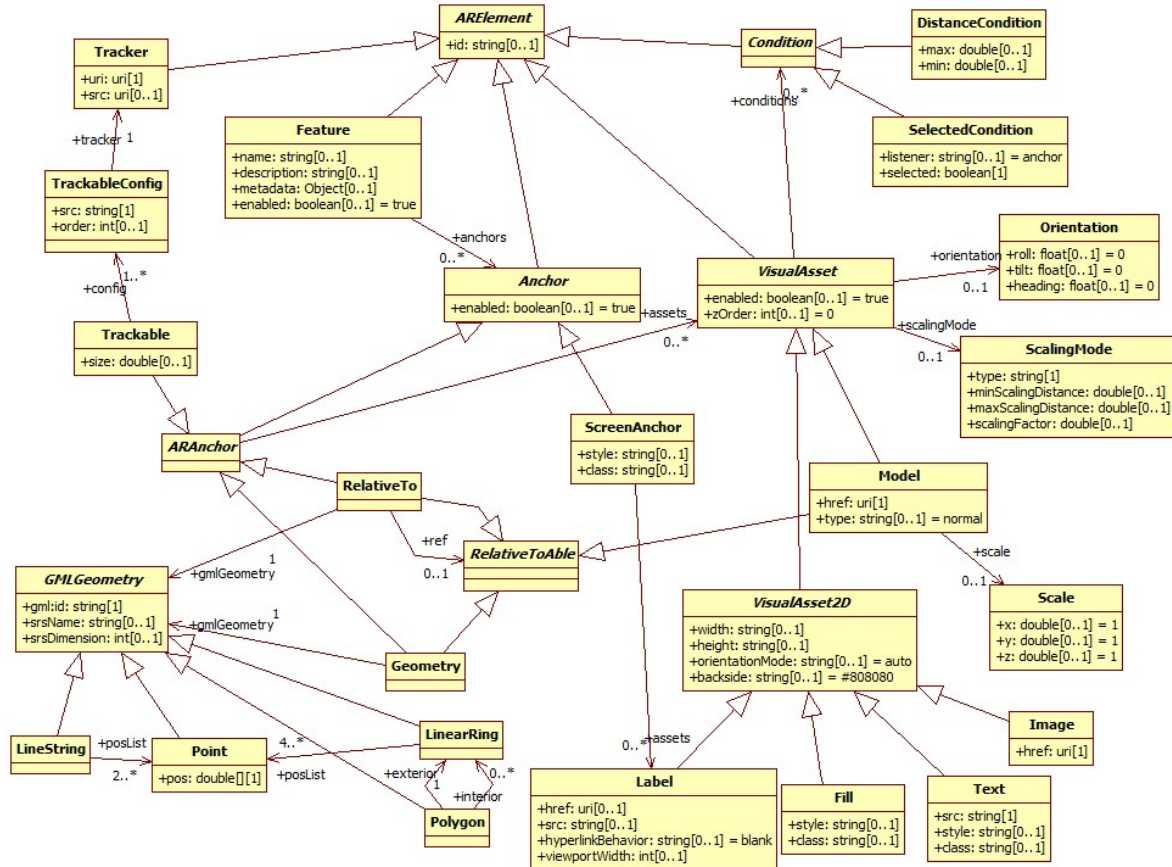 ARElement
+id: string[0..1]
Tracker
+uri: uri[1]
+src: uri[0..1]
Condition
DistanceCondition
+max: double[0..1]
+min: double[0..1]
+conditions
0..*
+tracker
1
Feature
+name: string[0..1]
+description: string[0..1]
+metadata: Object[0..1]
+enabled: boolean[0..1] = true
SelectedCondition
+listener: string[0..1] = anchor
+selected: boolean[1]
TrackableConfig
+src: string[1]
+order: int[0..1]
+anchors
0..*
Orientation
+roll: float[0..1] = 0
+tilt: float[0..1] = 0
+heading: float[0..1] = 0
+orientation
0..1
1..*
+config
Anchor
+enabled: boolean[0..1] = true
VisualAsset
+enabled: boolean[0..1] = true
+zOrder: int[0..1] = 0
+assets
0..*
+scalingMode
0..1
Trackable
+size: double[0..1]
ScalingMode
+type: string[1]
+minScalingDistance: double[0..1]
+maxScalingDistance: double[0..1]
+scalingFactor: double[0..1]
ARAnchor
ScreenAnchor
+style: string[0..1]
+class: string[0..1]
RelativeTo
Model
+href: uri[1]
+type: string[0..1] = normal
+ref
0..1
RelativeToAble
+scale
0..1
1
+gmlGeometry
GMLGeometry
+gml:id: string[1]
+srsName: string[0..1]
+srsDimension: int[0..1]
1
+gmlGeometry
VisualAsset2D
+width: string[0..1]
+height: string[0..1]
+orientationMode: string[0..1] = auto
+backside: string[0..1] = #808080
Scale
+x: double[0..1] = 1
+y: double[0..1] = 1
+z: double[0..1] = 1
Geometry
LineString
+posList
2..*
Point
+pos: double[][1]
4..*
+posList
LinearRing
+exterior
1
0..*
+interior
Polygon
+assets
0..*
Image
+href: uri[1]
Label
+href: uri[0..1]
+src: string[0..1]
+hyperlinkBehavior: string[0..1] = blank
+viewportWidth: int[0..1]
Fill
+style: string[0..1]
+class: string[0..1]
Text
+src: string[1]
+style: string[0..1]
+class: string[0..1]